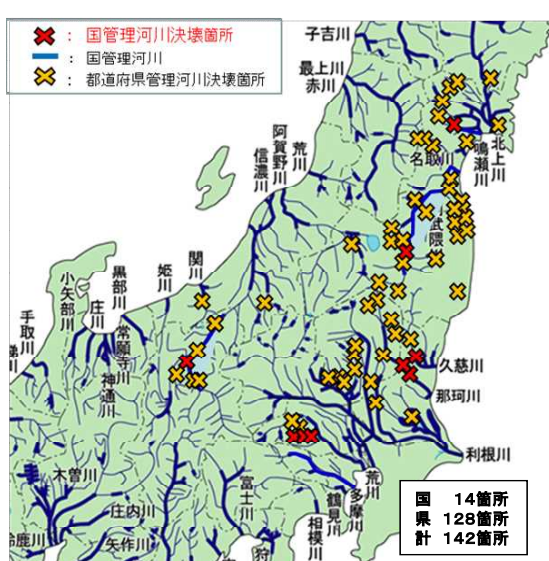 ： 国管理河川決壊箇所
： 国管理河川
： 都道府県管理河川決壊箇所
子吉川
最上川
赤川
荒川
阿賀野川
信濃川
名取川
鳴瀬川
北上川
武隈
関川
姫川
黒部川
小矢部川
庄川
常願寺川
神通川
手取川
久慈川
那珂川
利根川
木曽川
庄内川
矢作川
鈴鹿川
富士川
狩
相模川
鶴見川
多摩川
荒川
国 14箇所
県 128箇所
計 142箇所